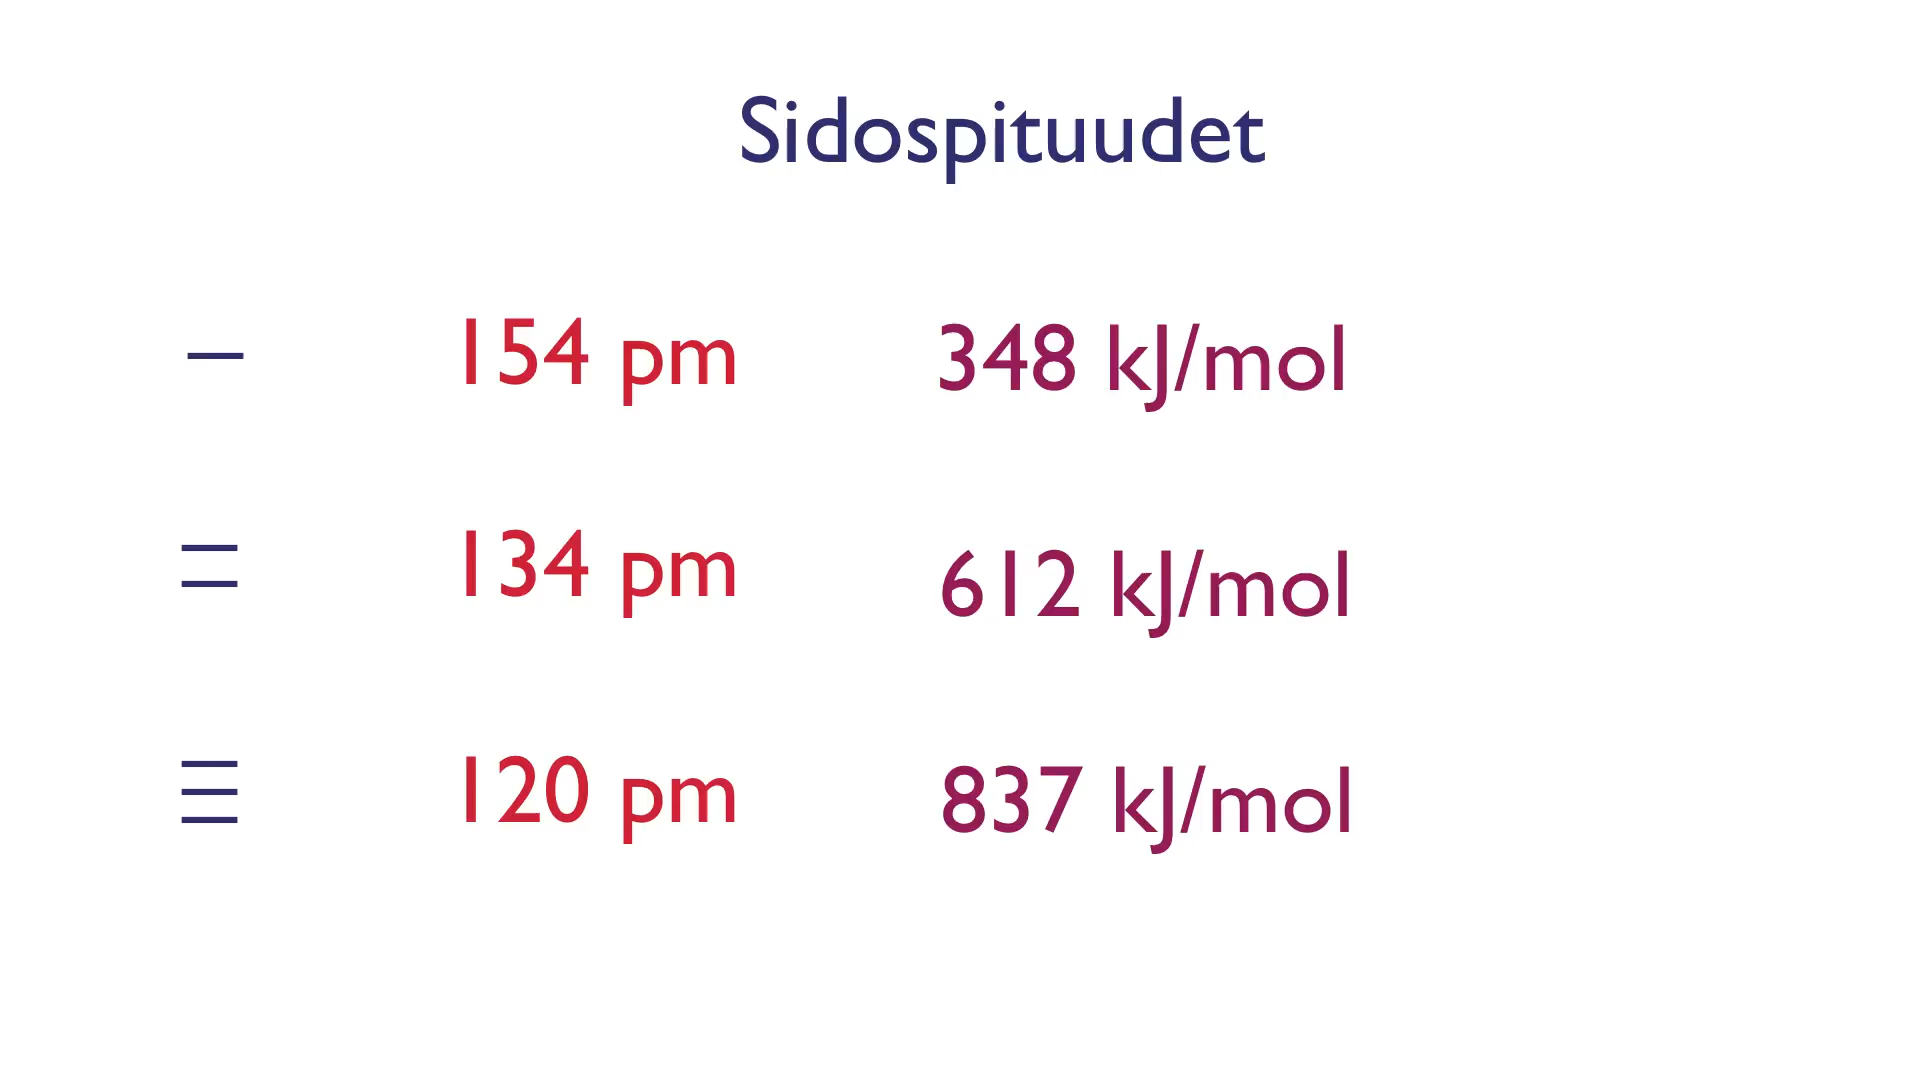 Sidospituudet
– 154 pm 348 kJ/mol
= 134 pm 612 kJ/mol
≡ 120 pm 837 kJ/mol